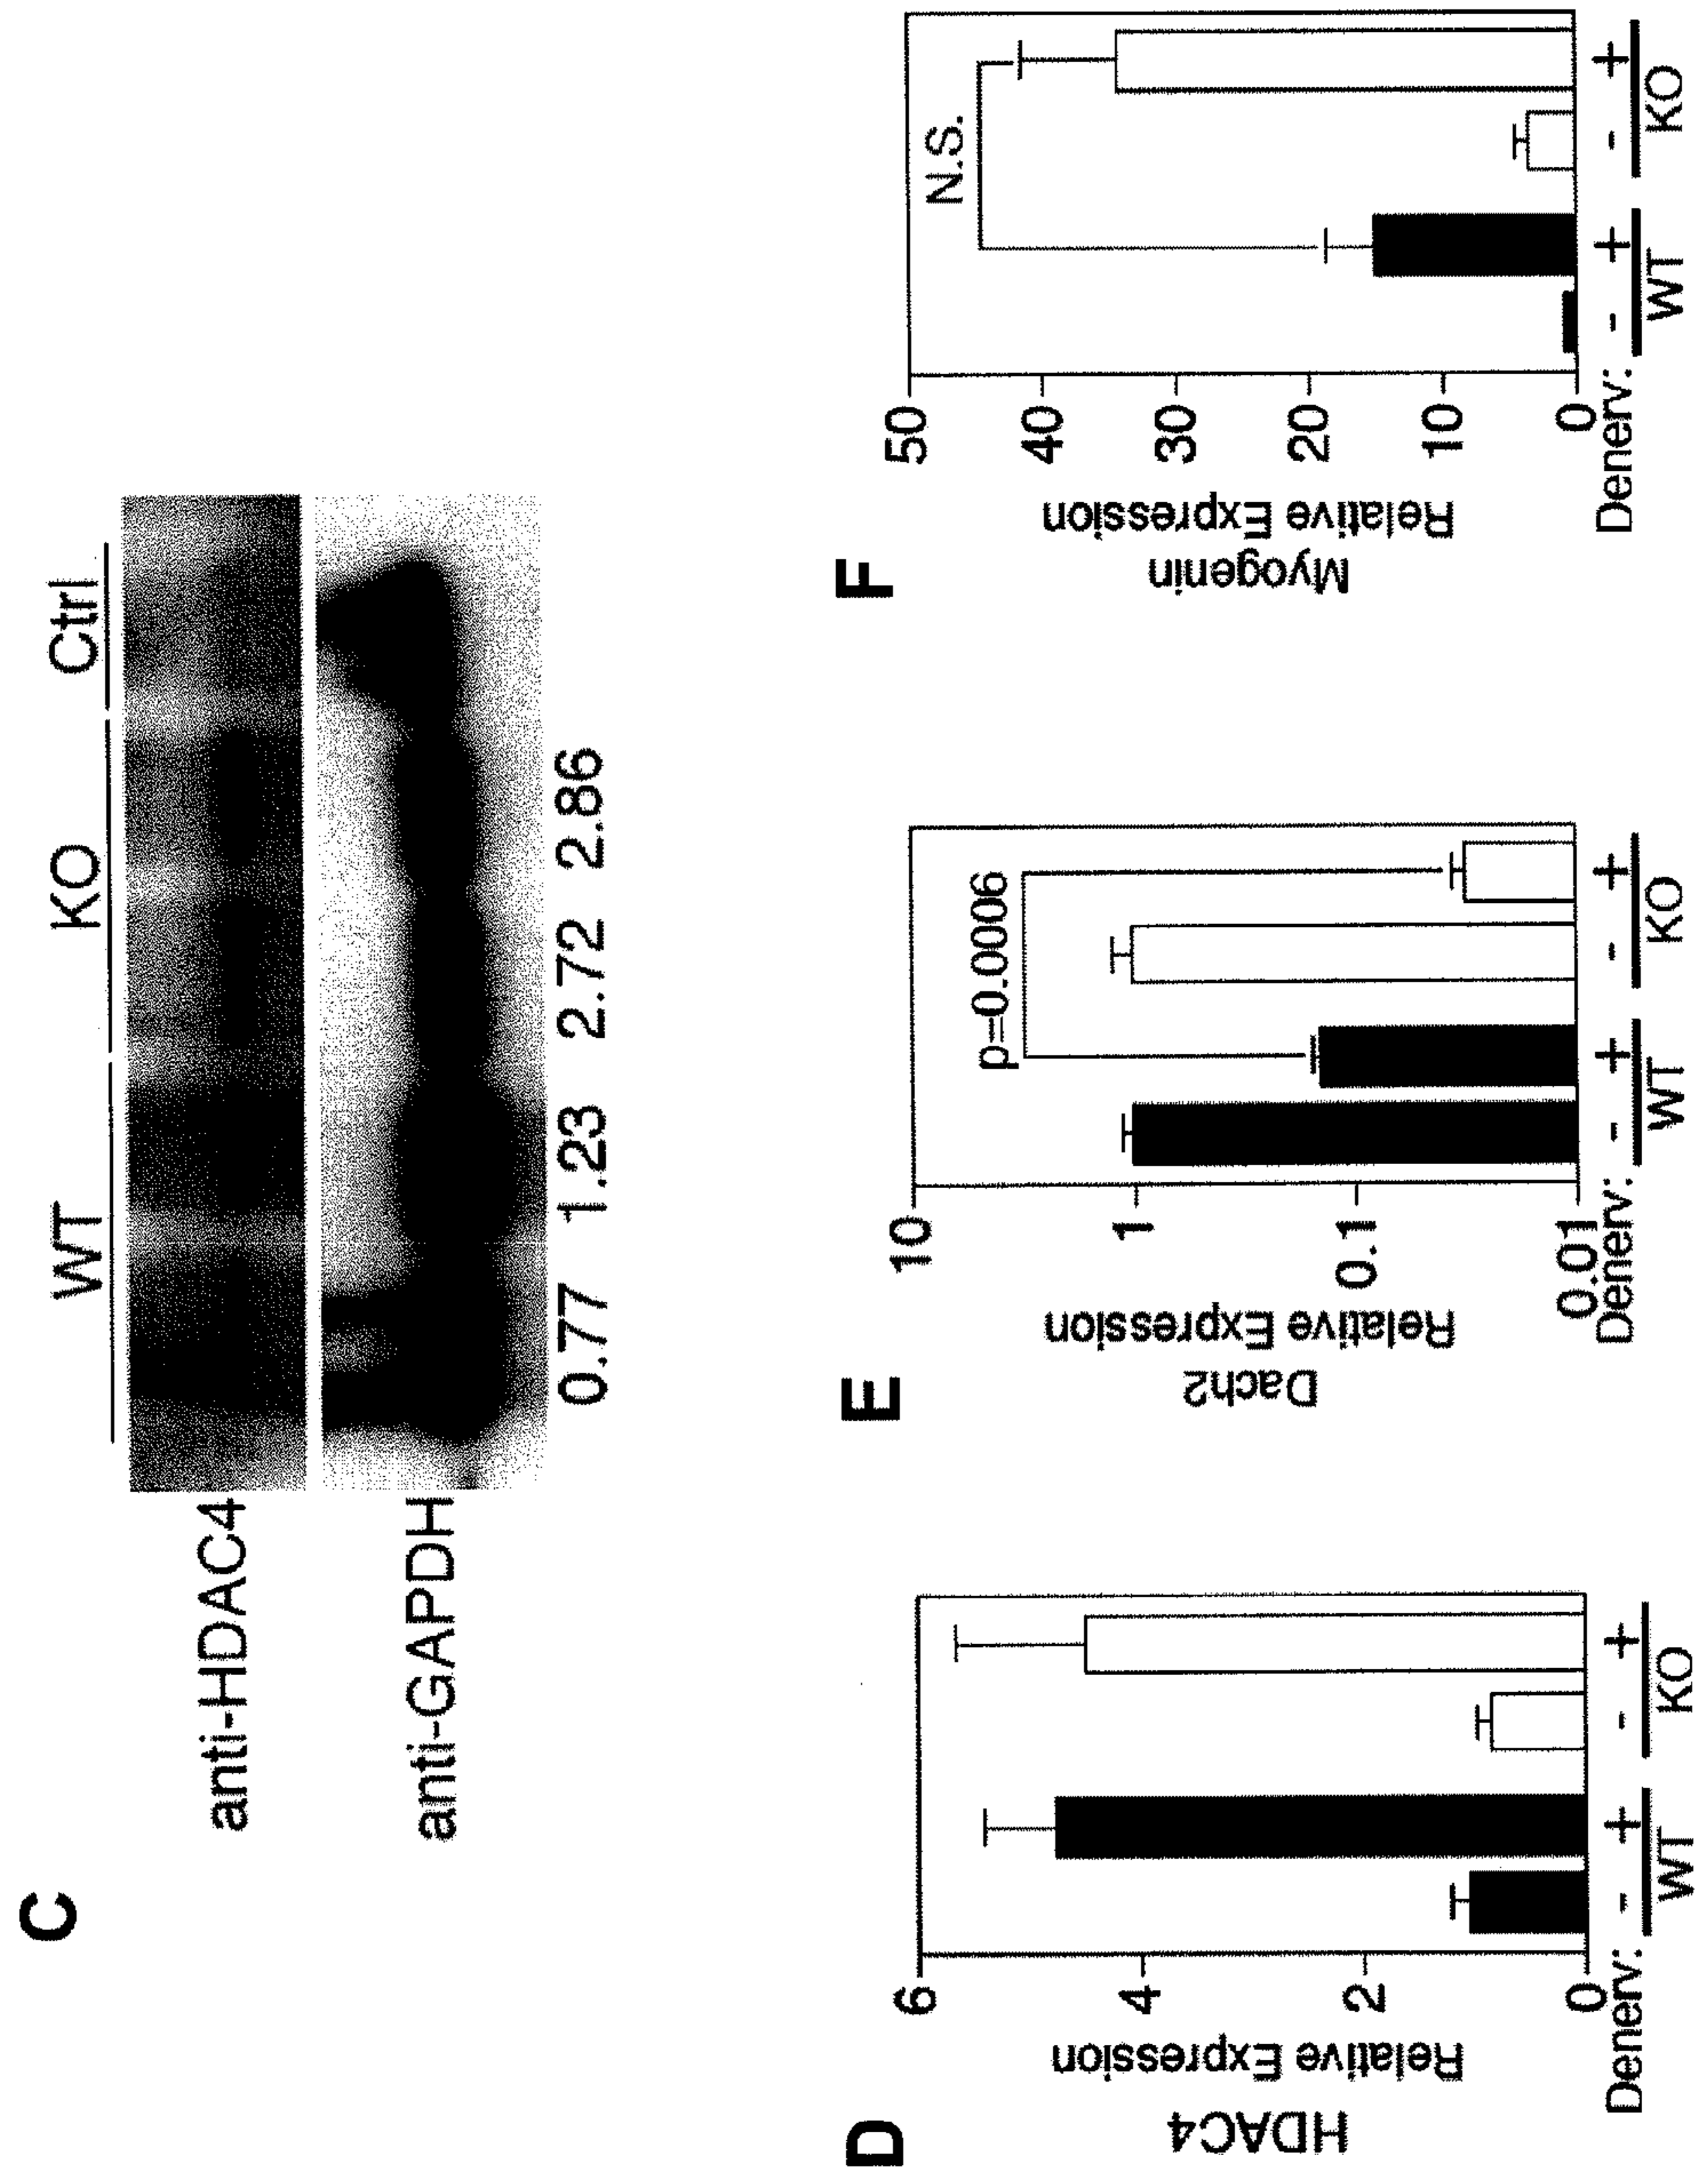 C
WT KO Ctrl
anti-HDAC4
anti-GAPDH
0.77 1.23 2.72 2.86
D
HDAC4
Relative Expression
6
4
2
0
Denerv: - + - +
WT KO
E
Dach2
Relative Expression
10
1
0.1
0.01
p=0.0006
Denerv: - + - +
WT KO
F
Myogenin
Relative Expression
50
40
30
20
10
0
N.S.
Denerv: - + - +
WT KO